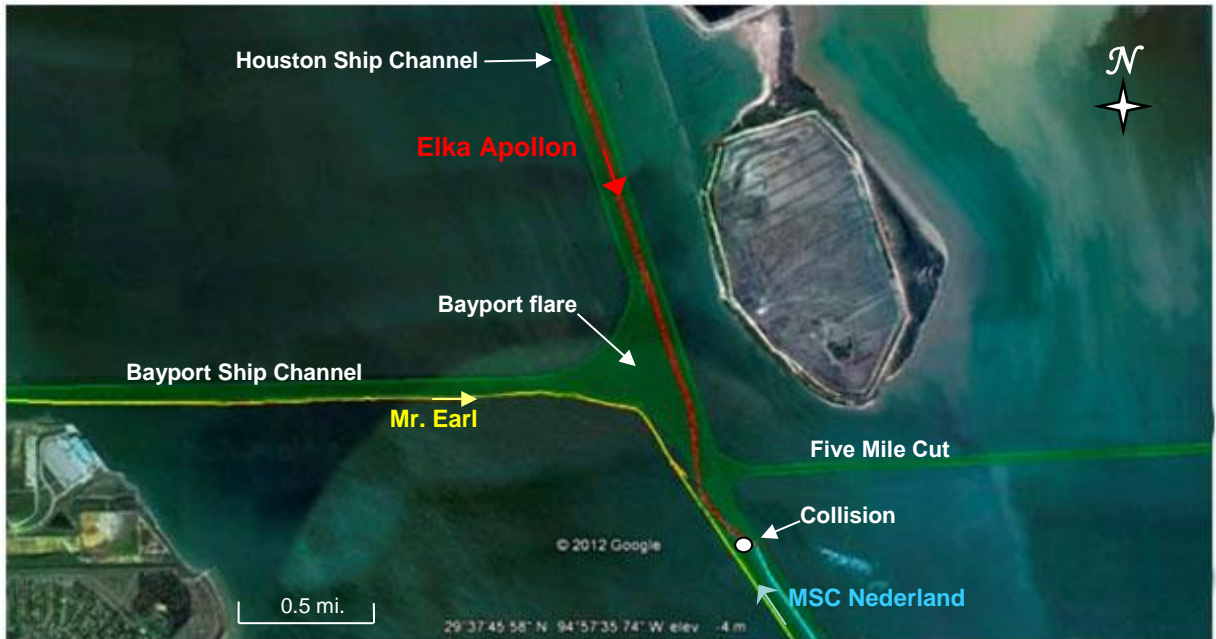 Houston Ship Channel
N
Elka Apollon
Bayport flare
Bayport Ship Channel
Mr. Earl
Five Mile Cut
Collision
© 2012 Google
MSC Nederland
0.5 mi.
29°37'45.58" N 94°57'35.74" W elev -4 m